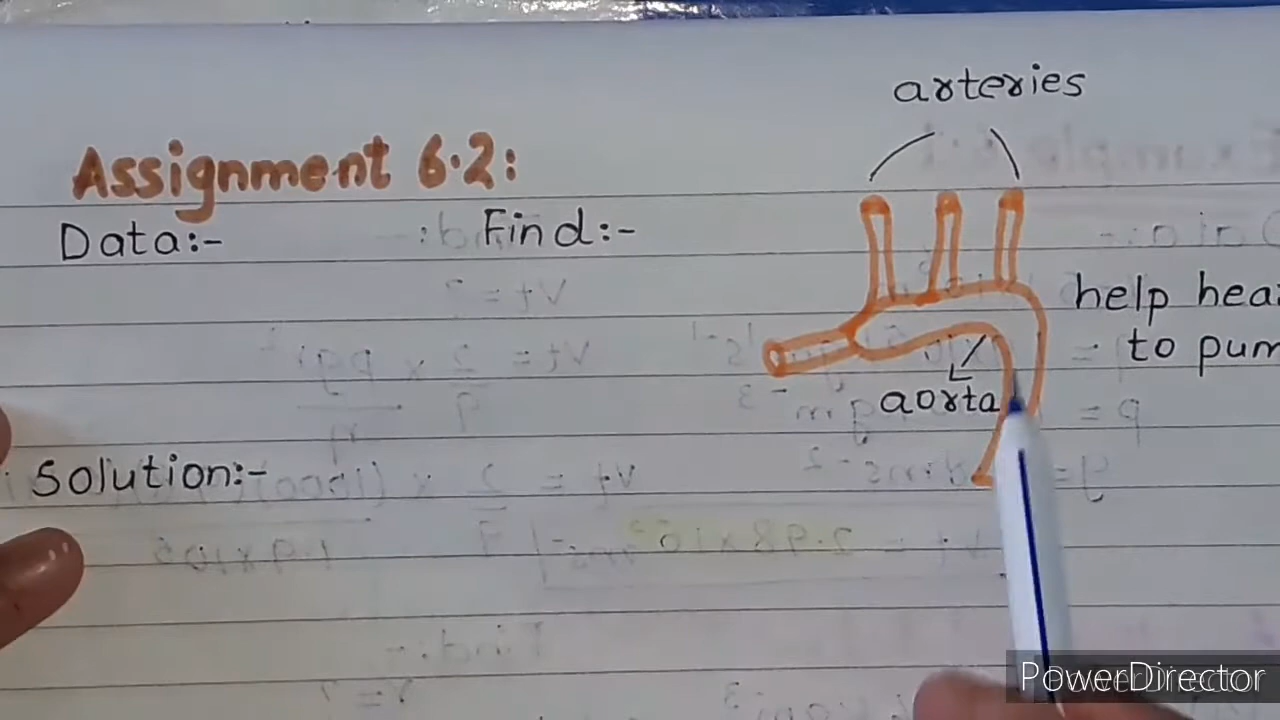 arteries
Assignment 6.2:
Data:- Find:-
help hea
to pum
aorta
Solution:-
PowerDirector